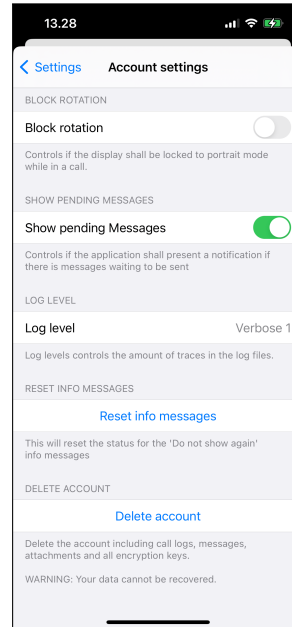 13.28
Settings
Account settings
BLOCK ROTATION
Block rotation
Controls if the display shall be locked to portrait mode
while in a call.
SHOW PENDING MESSAGES
Show pending Messages
Controls if the application shall present a notification if
there is messages waiting to be sent
LOG LEVEL
Log level Verbose 1
Log levels controls the amount of traces in the log files.
RESET INFO MESSAGES
Reset info messages
This will reset the status for the 'Do not show again'
info messages
DELETE ACCOUNT
Delete account
Delete the account including call logs, messages,
attachments and all encryption keys.
WARNING: Your data cannot be recovered.